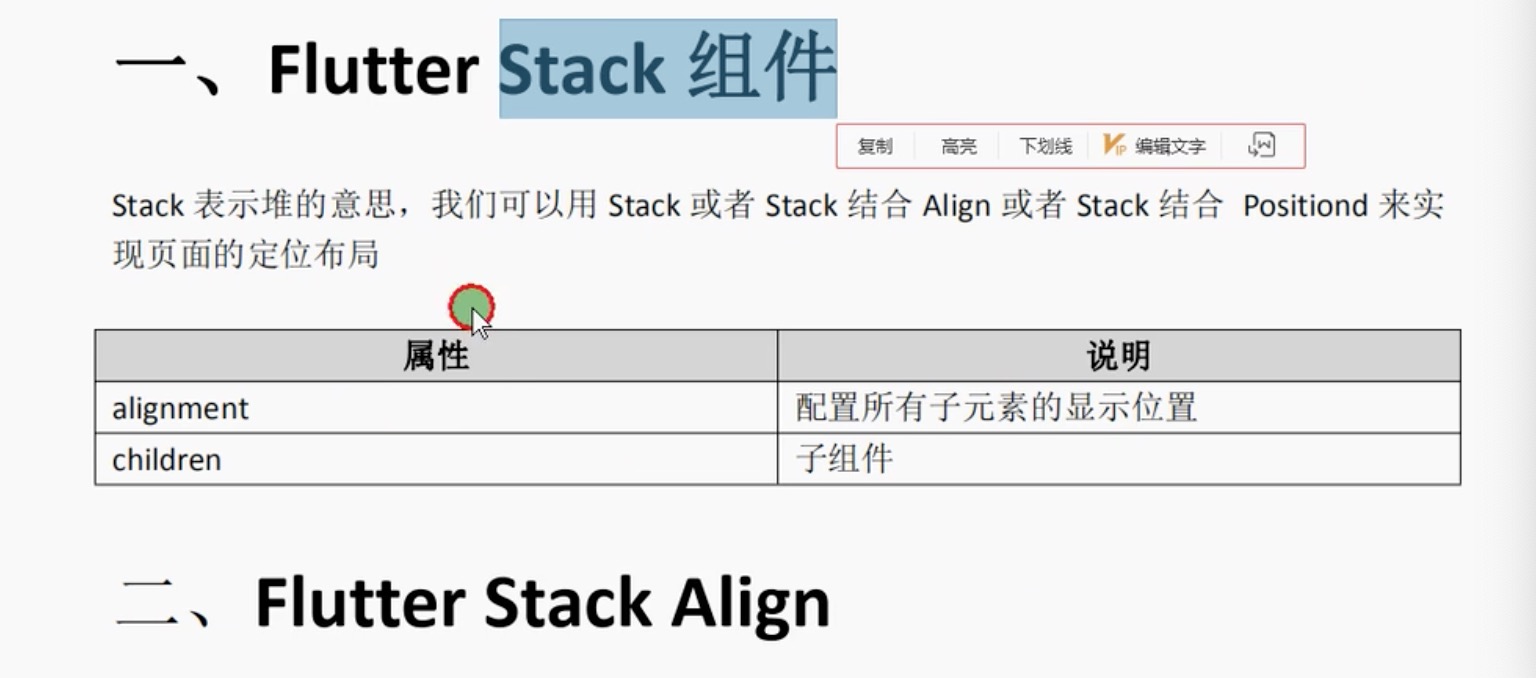 一、Flutter Stack 组件
复制 高亮 下划线 VIP 编辑文字
Stack 表示堆的意思，我们可以用 Stack 或者 Stack 结合 Align 或者 Stack 结合 Positiond 来实
现页面的定位布局
属性 说明
alignment 配置所有子元素的显示位置
children 子组件
二、Flutter Stack Align